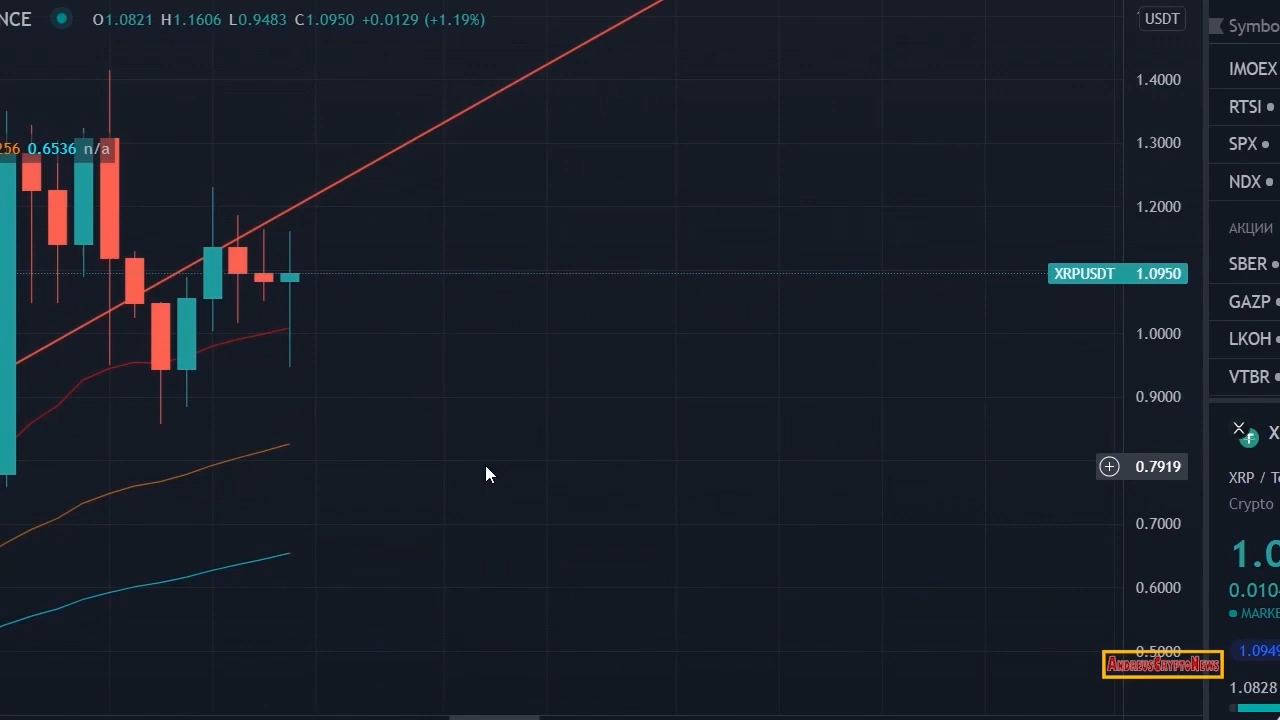 NCE O1.0821 H1.1606 L0.9483 C1.0950 +0.0129 (+1.19%)
256 0.6536 n/a
USDT
1.4000
1.3000
1.2000
XRPUSDT 1.0950
1.0000
0.9000
0.7919
0.7000
0.6000
0.5000
AndreusCryptoNews
Symbo
IMOEX
RTSI
SPX
NDX
АКЦИИ
SBER
GAZP
LKOH
VTBR
X
XRP / Te
Crypto
1.0
0.010
MARKE
1.0949
1.0828